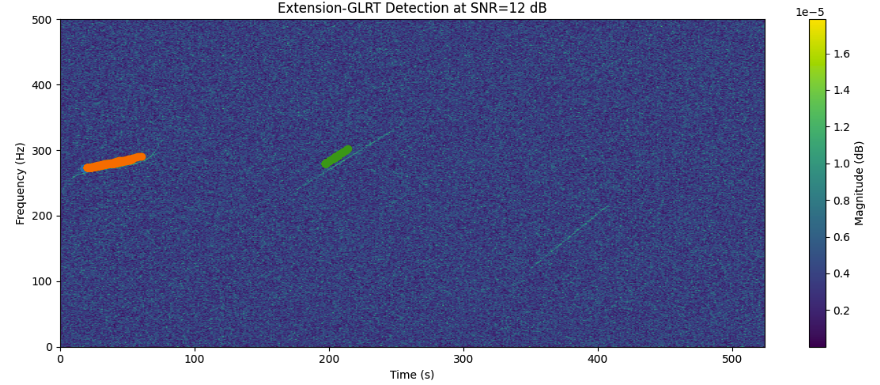 Extension-GLRT Detection at SNR=12 dB
1e−5
500
400
300
200
100
0
Frequency (Hz)
0 100 200 300 400 500
Time (s)
1.6
1.4
1.2
1.0
0.8
0.6
0.4
0.2
Magnitude (dB)